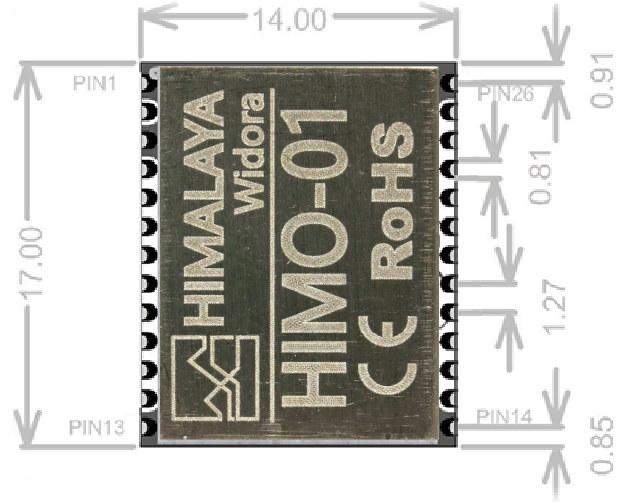 14.00
0.91
PIN1
PIN26
HIMALAYA
Widora
HIMO-01
RoHS
CE
0.81
17.00
1.27
PIN13
PIN14
0.85